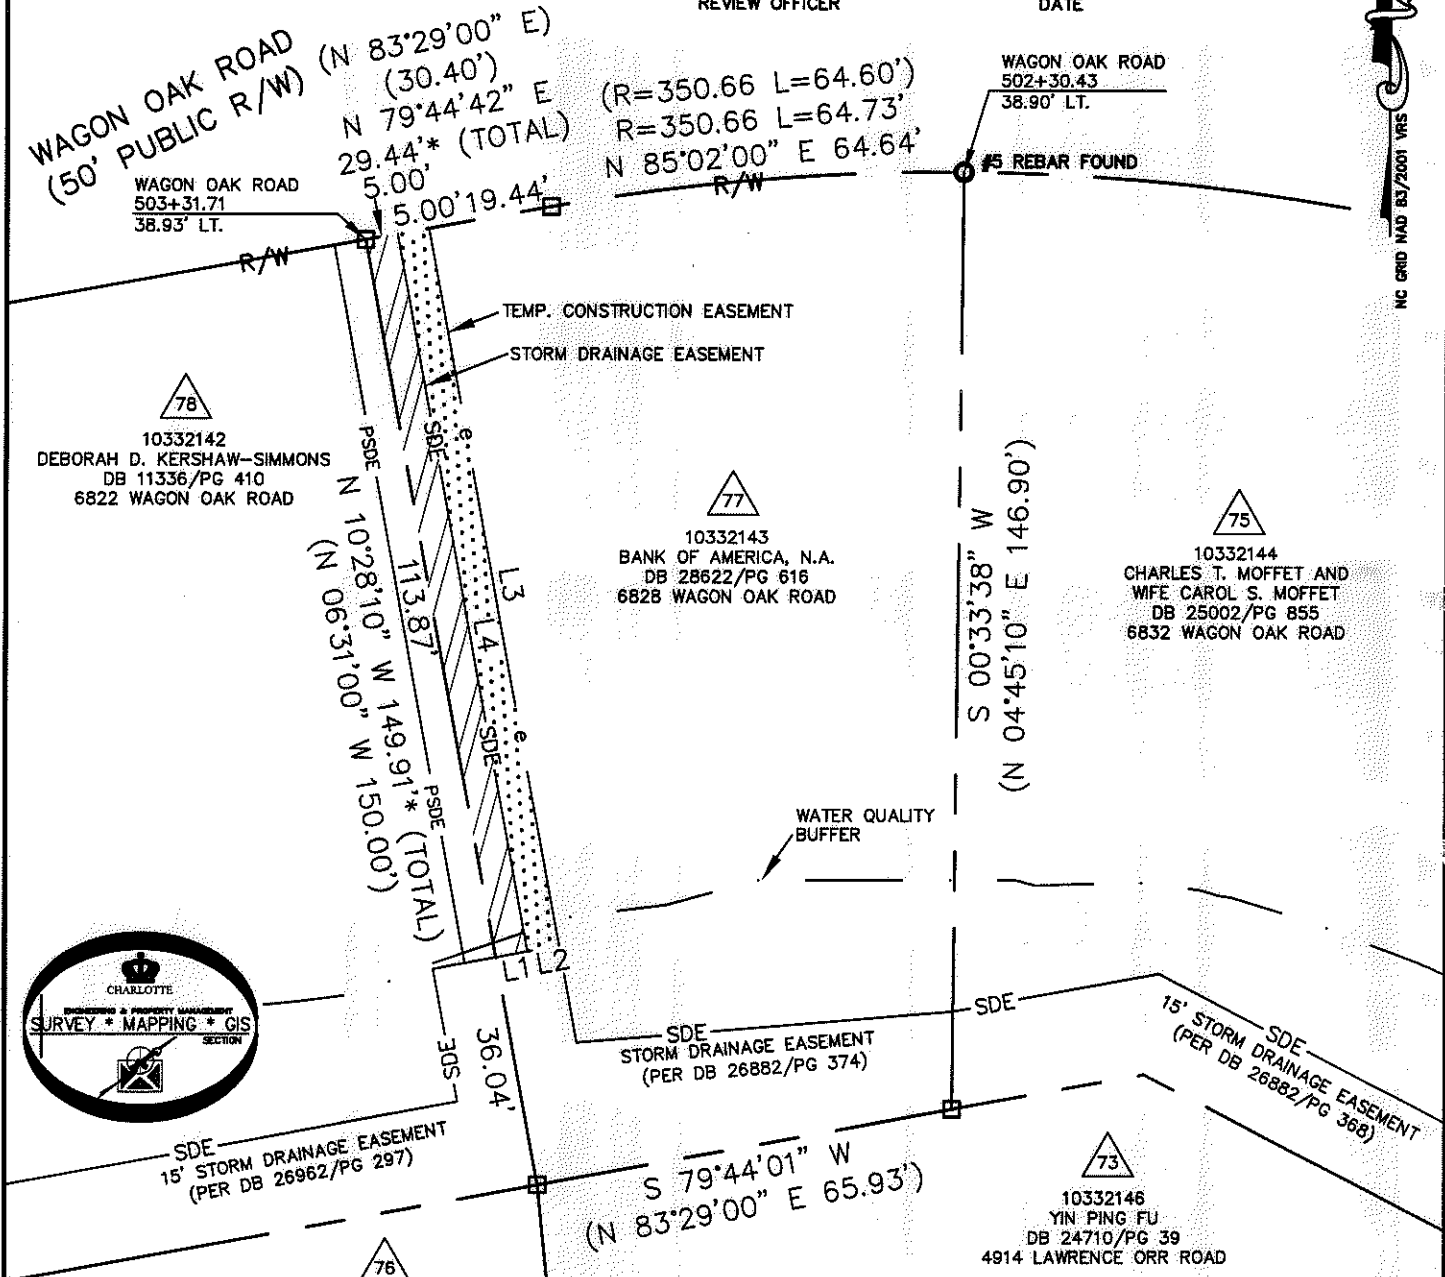 REVIEW OFFICER
DATE
WAGON OAK ROAD
(50' PUBLIC R/W)
(N 83°29'00" E)
(30.40')
N 79°44'42" E
29.44'* (TOTAL)
5.00'
5.00'
19.44'
(R=350.66 L=64.60')
R=350.66 L=64.73'
N 85°02'00" E 64.64'
R/W
WAGON OAK ROAD
502+30.43
38.90' LT.
#5 REBAR FOUND
NC GRID NAD 83/2001 VRS
WAGON OAK ROAD
503+31.71
38.93' LT.
R/W
TEMP. CONSTRUCTION EASEMENT
STORM DRAINAGE EASEMENT
78
10332142
DEBORAH D. KERSHAW-SIMMONS
DB 11336/PG 410
6822 WAGON OAK ROAD
PSDE
SDE
e
N 10°28'10" W 149.91'* (TOTAL)
(N 06°31'00" W 150.00')
113.87'
L3
L4
SDE
e
PSDE
77
10332143
BANK OF AMERICA, N.A.
DB 28622/PG 616
6828 WAGON OAK ROAD
S 00°33'38" W
(N 04°45'10" E 146.90')
75
10332144
CHARLES T. MOFFET AND
WIFE CAROL S. MOFFET
DB 25002/PG 855
6832 WAGON OAK ROAD
WATER QUALITY
BUFFER
CHARLOTTE
ENGINEERING & PROPERTY MANAGEMENT
SURVEY * MAPPING * GIS
SECTION
L1
L2
SDE
36.04'
SDE
STORM DRAINAGE EASEMENT
(PER DB 26882/PG 374)
SDE
SDE
15' STORM DRAINAGE EASEMENT
(PER DB 26882/PG 368)
SDE
15' STORM DRAINAGE EASEMENT
(PER DB 26962/PG 297)
S 79°44'01" W
(N 83°29'00" E 65.93')
73
10332146
YIN PING FU
DB 24710/PG 39
4914 LAWRENCE ORR ROAD
76